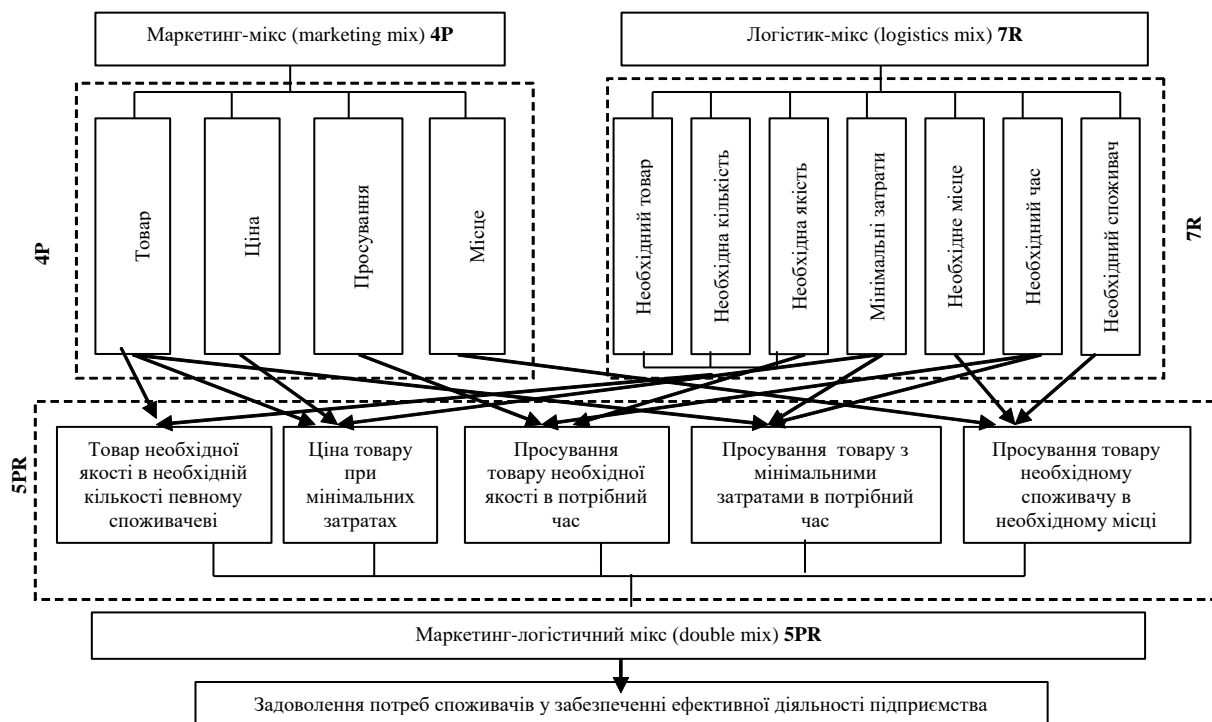 Маркетинг-мікс (marketing mix) 4P
Логістик-мікс (logistics mix) 7R
4P
Товар
Ціна
Просування
Місце
Необхідний товар
Необхідна кількість
Необхідна якість
Мінімальні затрати
Необхідне місце
Необхідний час
Необхідний споживач
7R
5PR
Товар необхідної
якості в необхідній
кількості певному
споживачеві
Ціна товару
при
мінімальних
затратах
Просування
товару необхідної
якості в потрібний
час
Просування товару з
мінімальними
затратами в потрібний
час
Просування товару
необхідному
споживачу в
необхідному місці
Маркетинг-логістичний мікс (double mix) 5PR
Задоволення потреб споживачів у забезпеченні ефективної діяльності підприємства